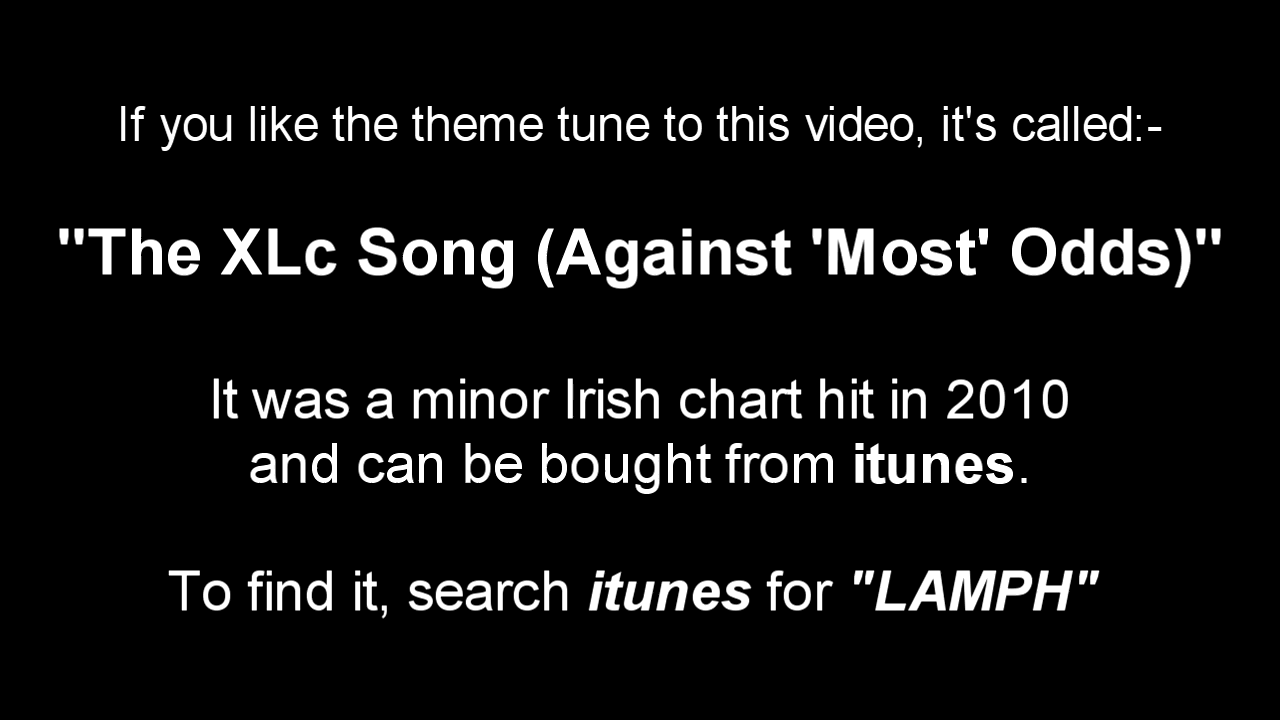 If you like the theme tune to this video, it's called:-
"The XLc Song (Against 'Most' Odds)"
It was a minor Irish chart hit in 2010
and can be bought from itunes.
To find it, search itunes for "LAMPH"